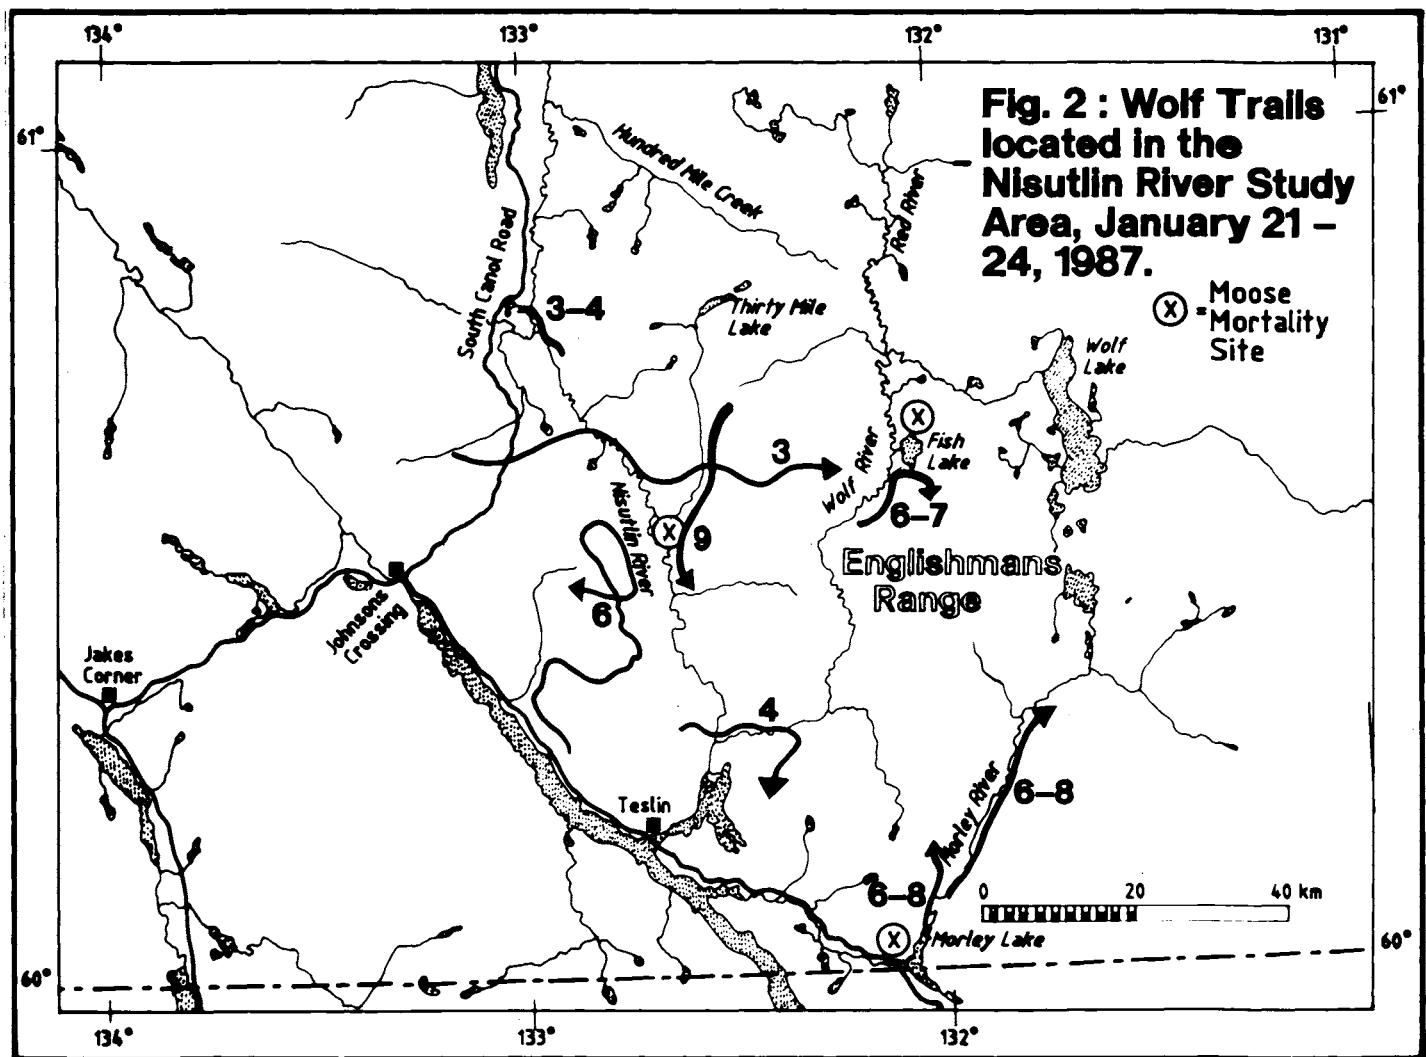 134°
133°
132°
131°
61°
61°
Fig. 2 : Wolf Trails
located in the
Nisutlin River Study
Area, January 21 –
24, 1987.
X = Moose
Mortality
Site
Hundred Mile Creek
Red River
South Canol Road
3–4
Thirty Mile
Lake
Wolf
Lake
X
Fish
Lake
3
Wolf River
6–7
Nisutlin River
X
9
Englishmans
Range
6
Johnsons
Crossing
Jakes
Corner
4
Morley River
6–8
Teslin
6–8
0 20 40 km
X
Morley Lake
60°
60°
134°
133°
132°